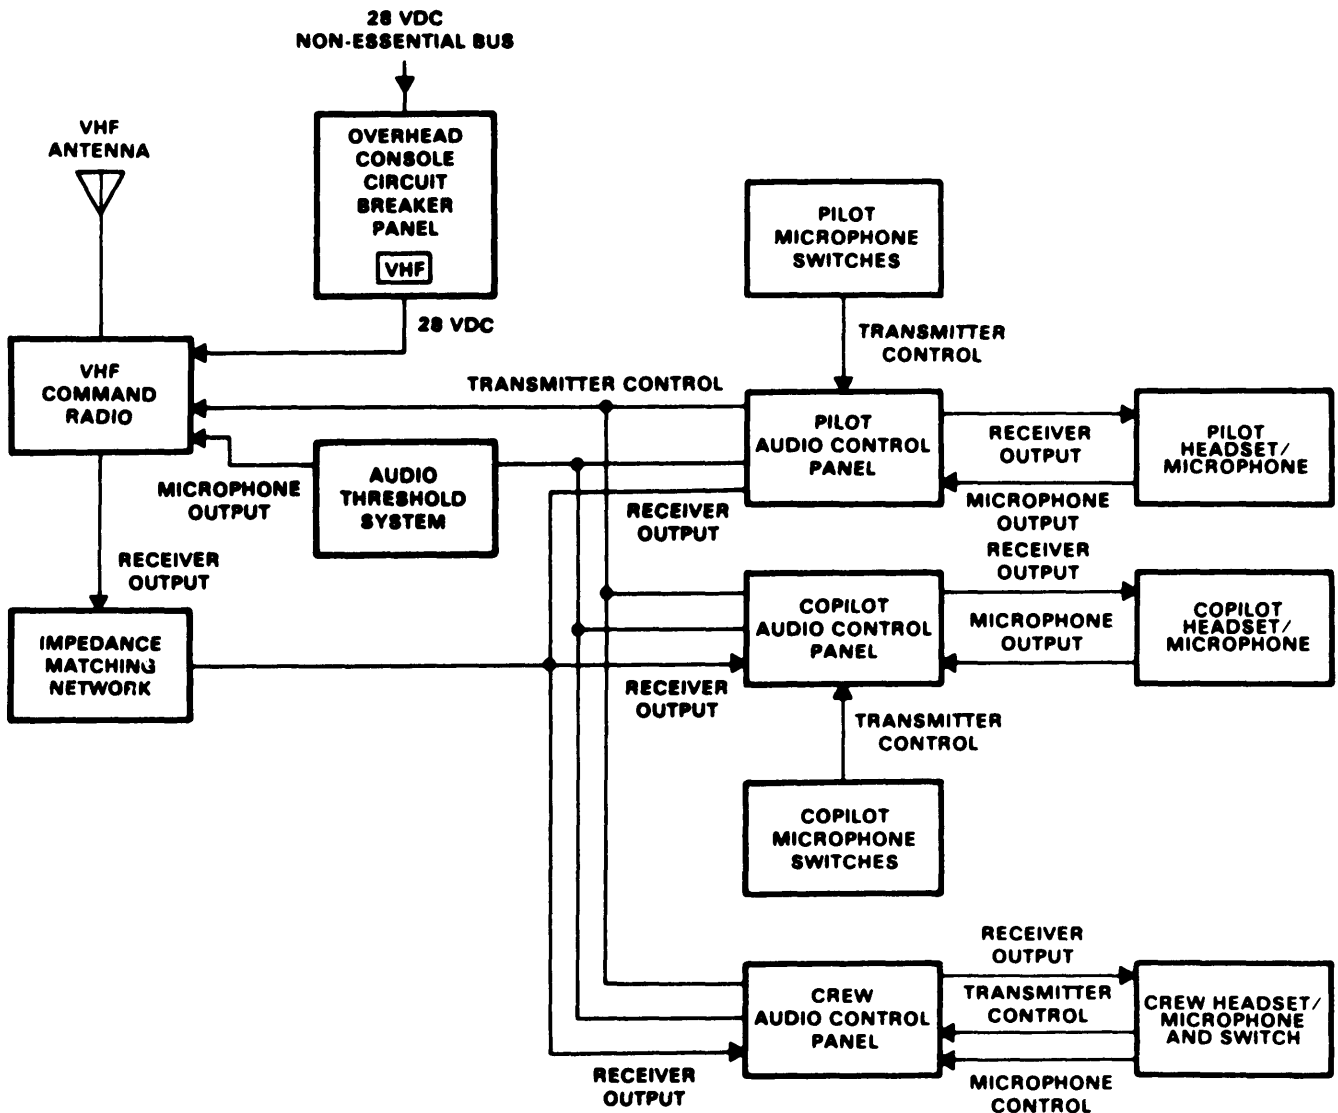 28 VDC
NON-ESSENTIAL BUS
VHF
ANTENNA
OVERHEAD
CONSOLE
CIRCUIT
BREAKER
PANEL
VHF
28 VDC
PILOT
MICROPHONE
SWITCHES
TRANSMITTER
CONTROL
VHF
COMMAND
RADIO
TRANSMITTER CONTROL
PILOT
AUDIO CONTROL
PANEL
RECEIVER
OUTPUT
PILOT
HEADSET/
MICROPHONE
MICROPHONE
OUTPUT
AUDIO
THRESHOLD
SYSTEM
MICROPHONE
OUTPUT
RECEIVER
OUTPUT
RECEIVER
OUTPUT
RECEIVER
OUTPUT
IMPEDANCE
MATCHING
NETWORK
COPILOT
AUDIO CONTROL
PANEL
MICROPHONE
OUTPUT
COPILOT
HEADSET/
MICROPHONE
RECEIVER
OUTPUT
TRANSMITTER
CONTROL
COPILOT
MICROPHONE
SWITCHES
RECEIVER
OUTPUT
CREW
AUDIO CONTROL
PANEL
TRANSMITTER
CONTROL
CREW HEADSET/
MICROPHONE
AND SWITCH
RECEIVER
OUTPUT
MICROPHONE
CONTROL